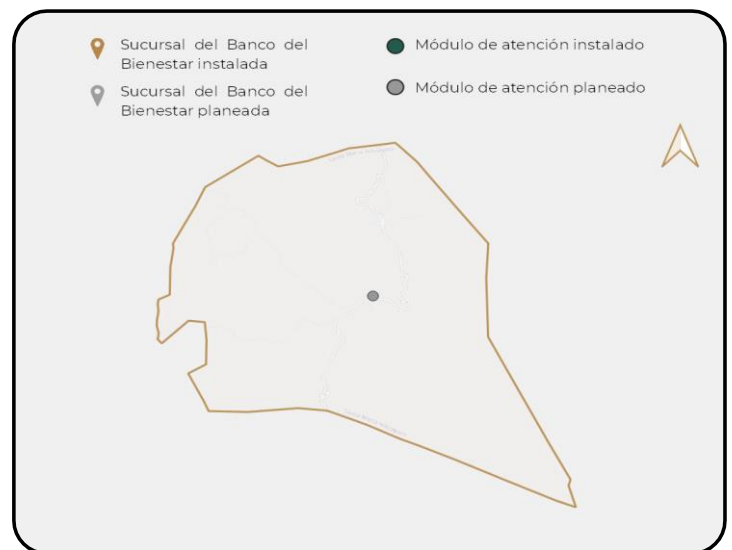 Sucursal del Banco del
Bienestar instalada
Sucursal del Banco del
Bienestar planeada
Módulo de atención instalado
Módulo de atención planeado